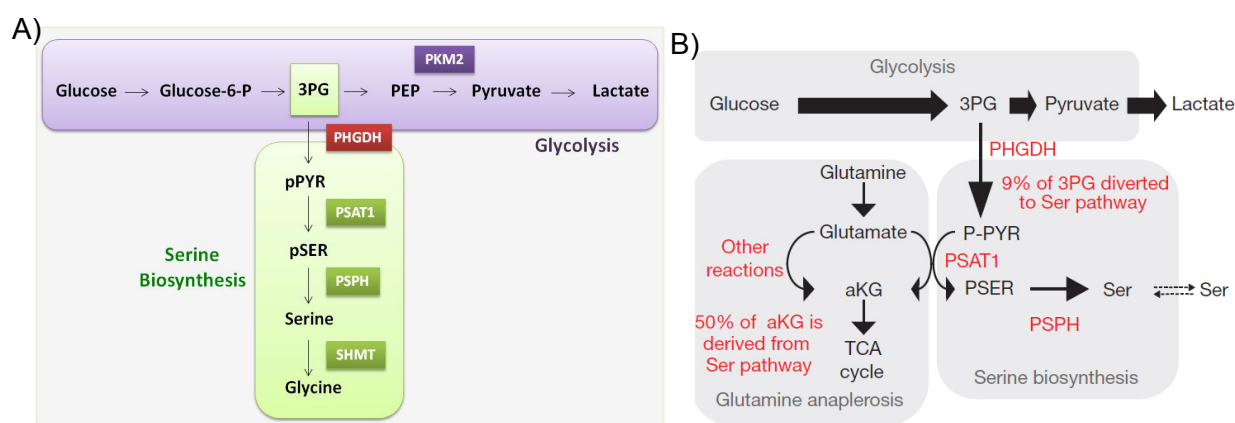 A)
PKM2
Glucose → Glucose-6-P → 3PG → PEP → Pyruvate → Lactate
PHGDH
Glycolysis
pPYR
PSAT1
pSER
Serine
Biosynthesis
PSPH
Serine
SHMT
Glycine
B)
Glycolysis
Glucose 3PG Pyruvate Lactate
PHGDH
9% of 3PG diverted
to Ser pathway
Glutamine
Glutamate
P-PYR
Other
reactions
PSAT1
aKG
PSER
Ser
Ser
PSPH
50% of aKG is
derived from
Ser pathway
TCA
cycle
Glutamine anaplerosis
Serine biosynthesis